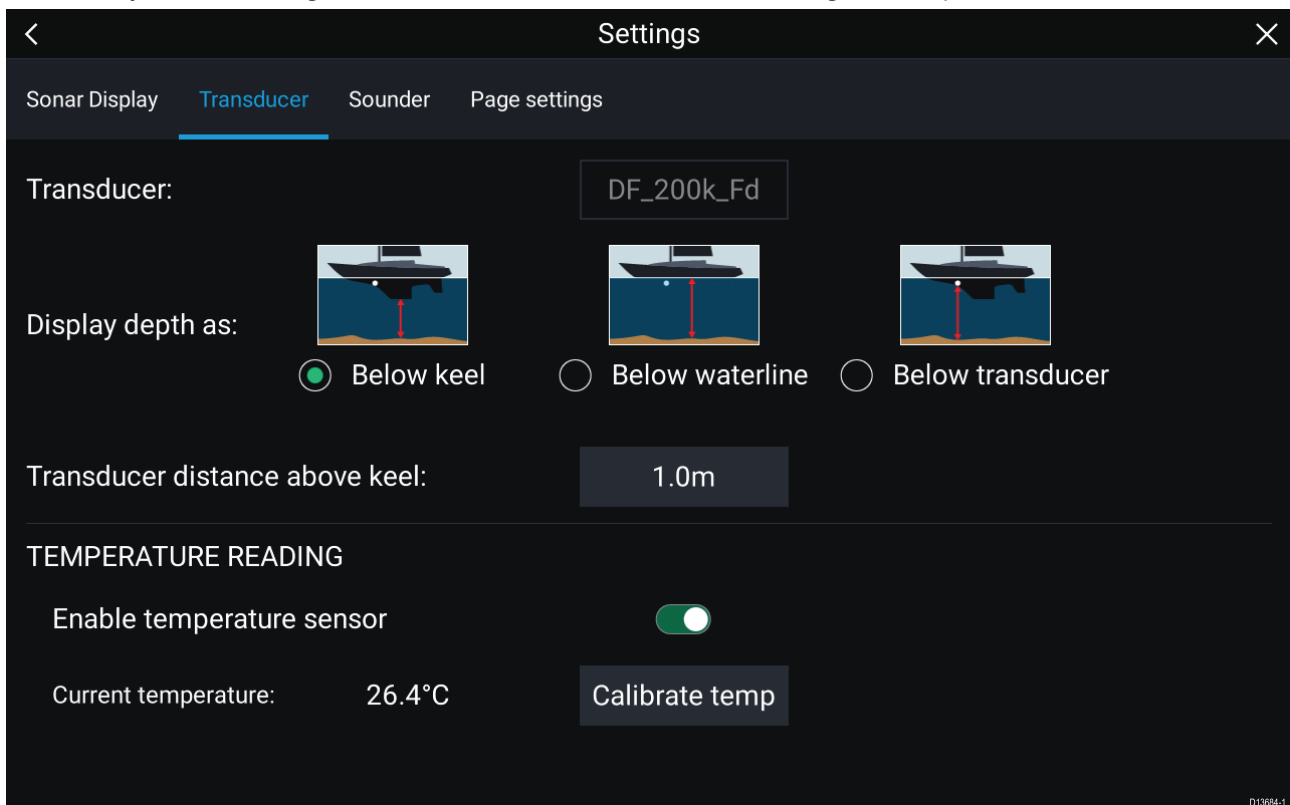 Settings
Sonar Display Transducer Sounder Page settings
Transducer: DF_200k_Fd
Display depth as:
Below keel Below waterline Below transducer
Transducer distance above keel: 1.0m
TEMPERATURE READING
Enable temperature sensor
Current temperature: 26.4°C Calibrate temp
D13684-1